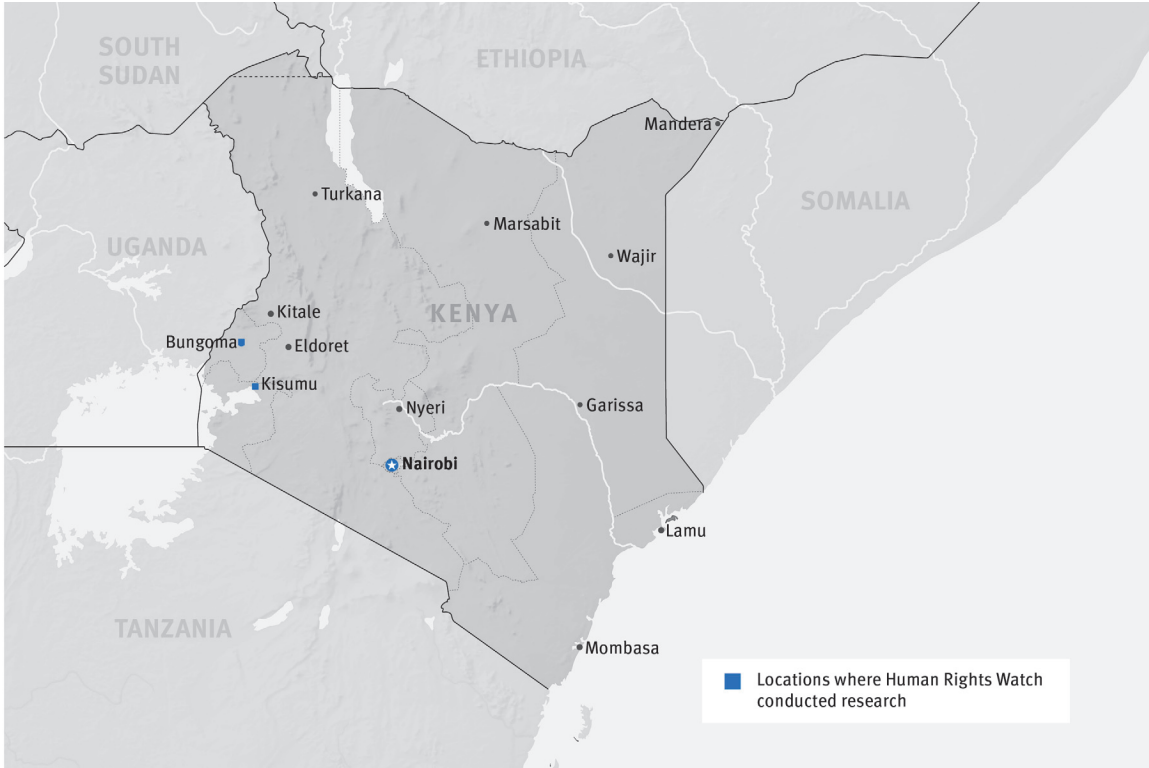 SOUTH
SUDAN
ETHIOPIA
Mandera
Turkana
SOMALIA
Marsabit
UGANDA
Wajir
Kitale
KENYA
Bungoma
Eldoret
Kisumu
Nyeri
Garissa
Nairobi
Lamu
TANZANIA
Mombasa
Locations where Human Rights Watch
conducted research